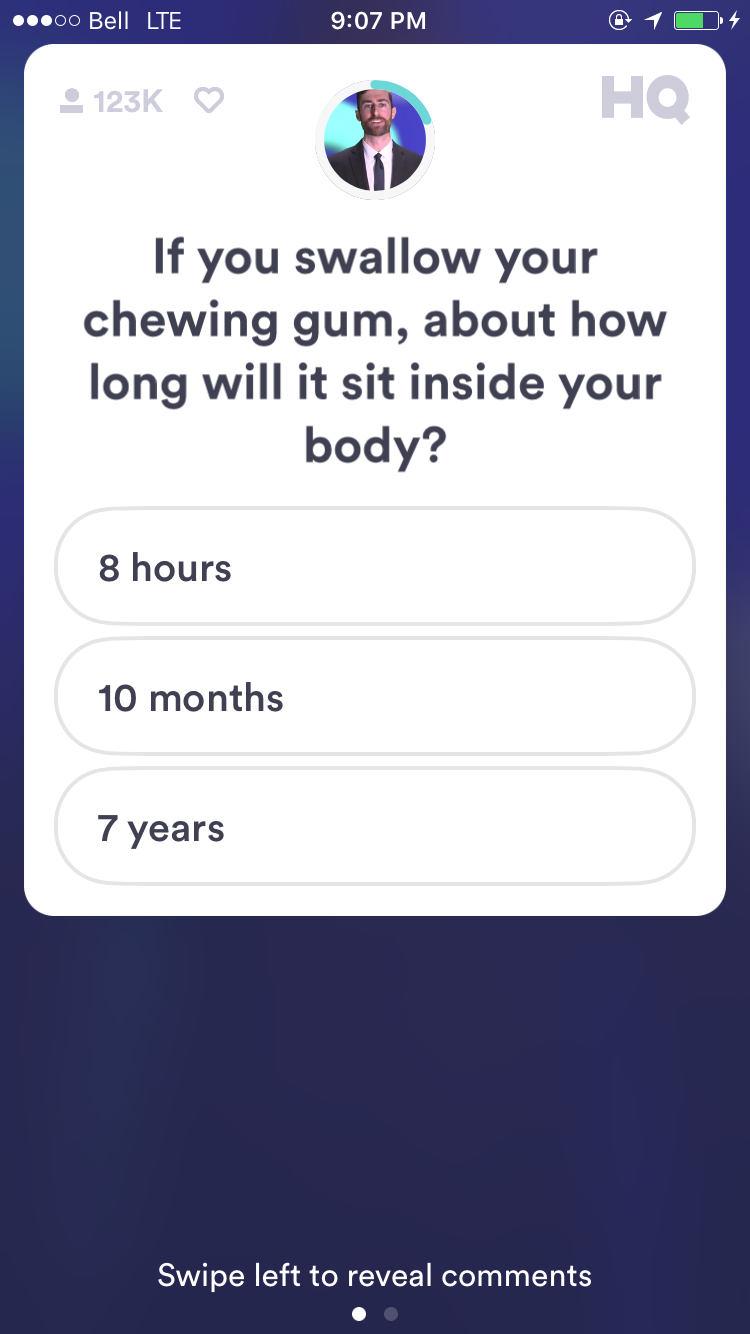 Bell LTE 9:07 PM
123K HQ
If you swallow your
chewing gum, about how
long will it sit inside your
body?
8 hours
10 months
7 years
Swipe left to reveal comments